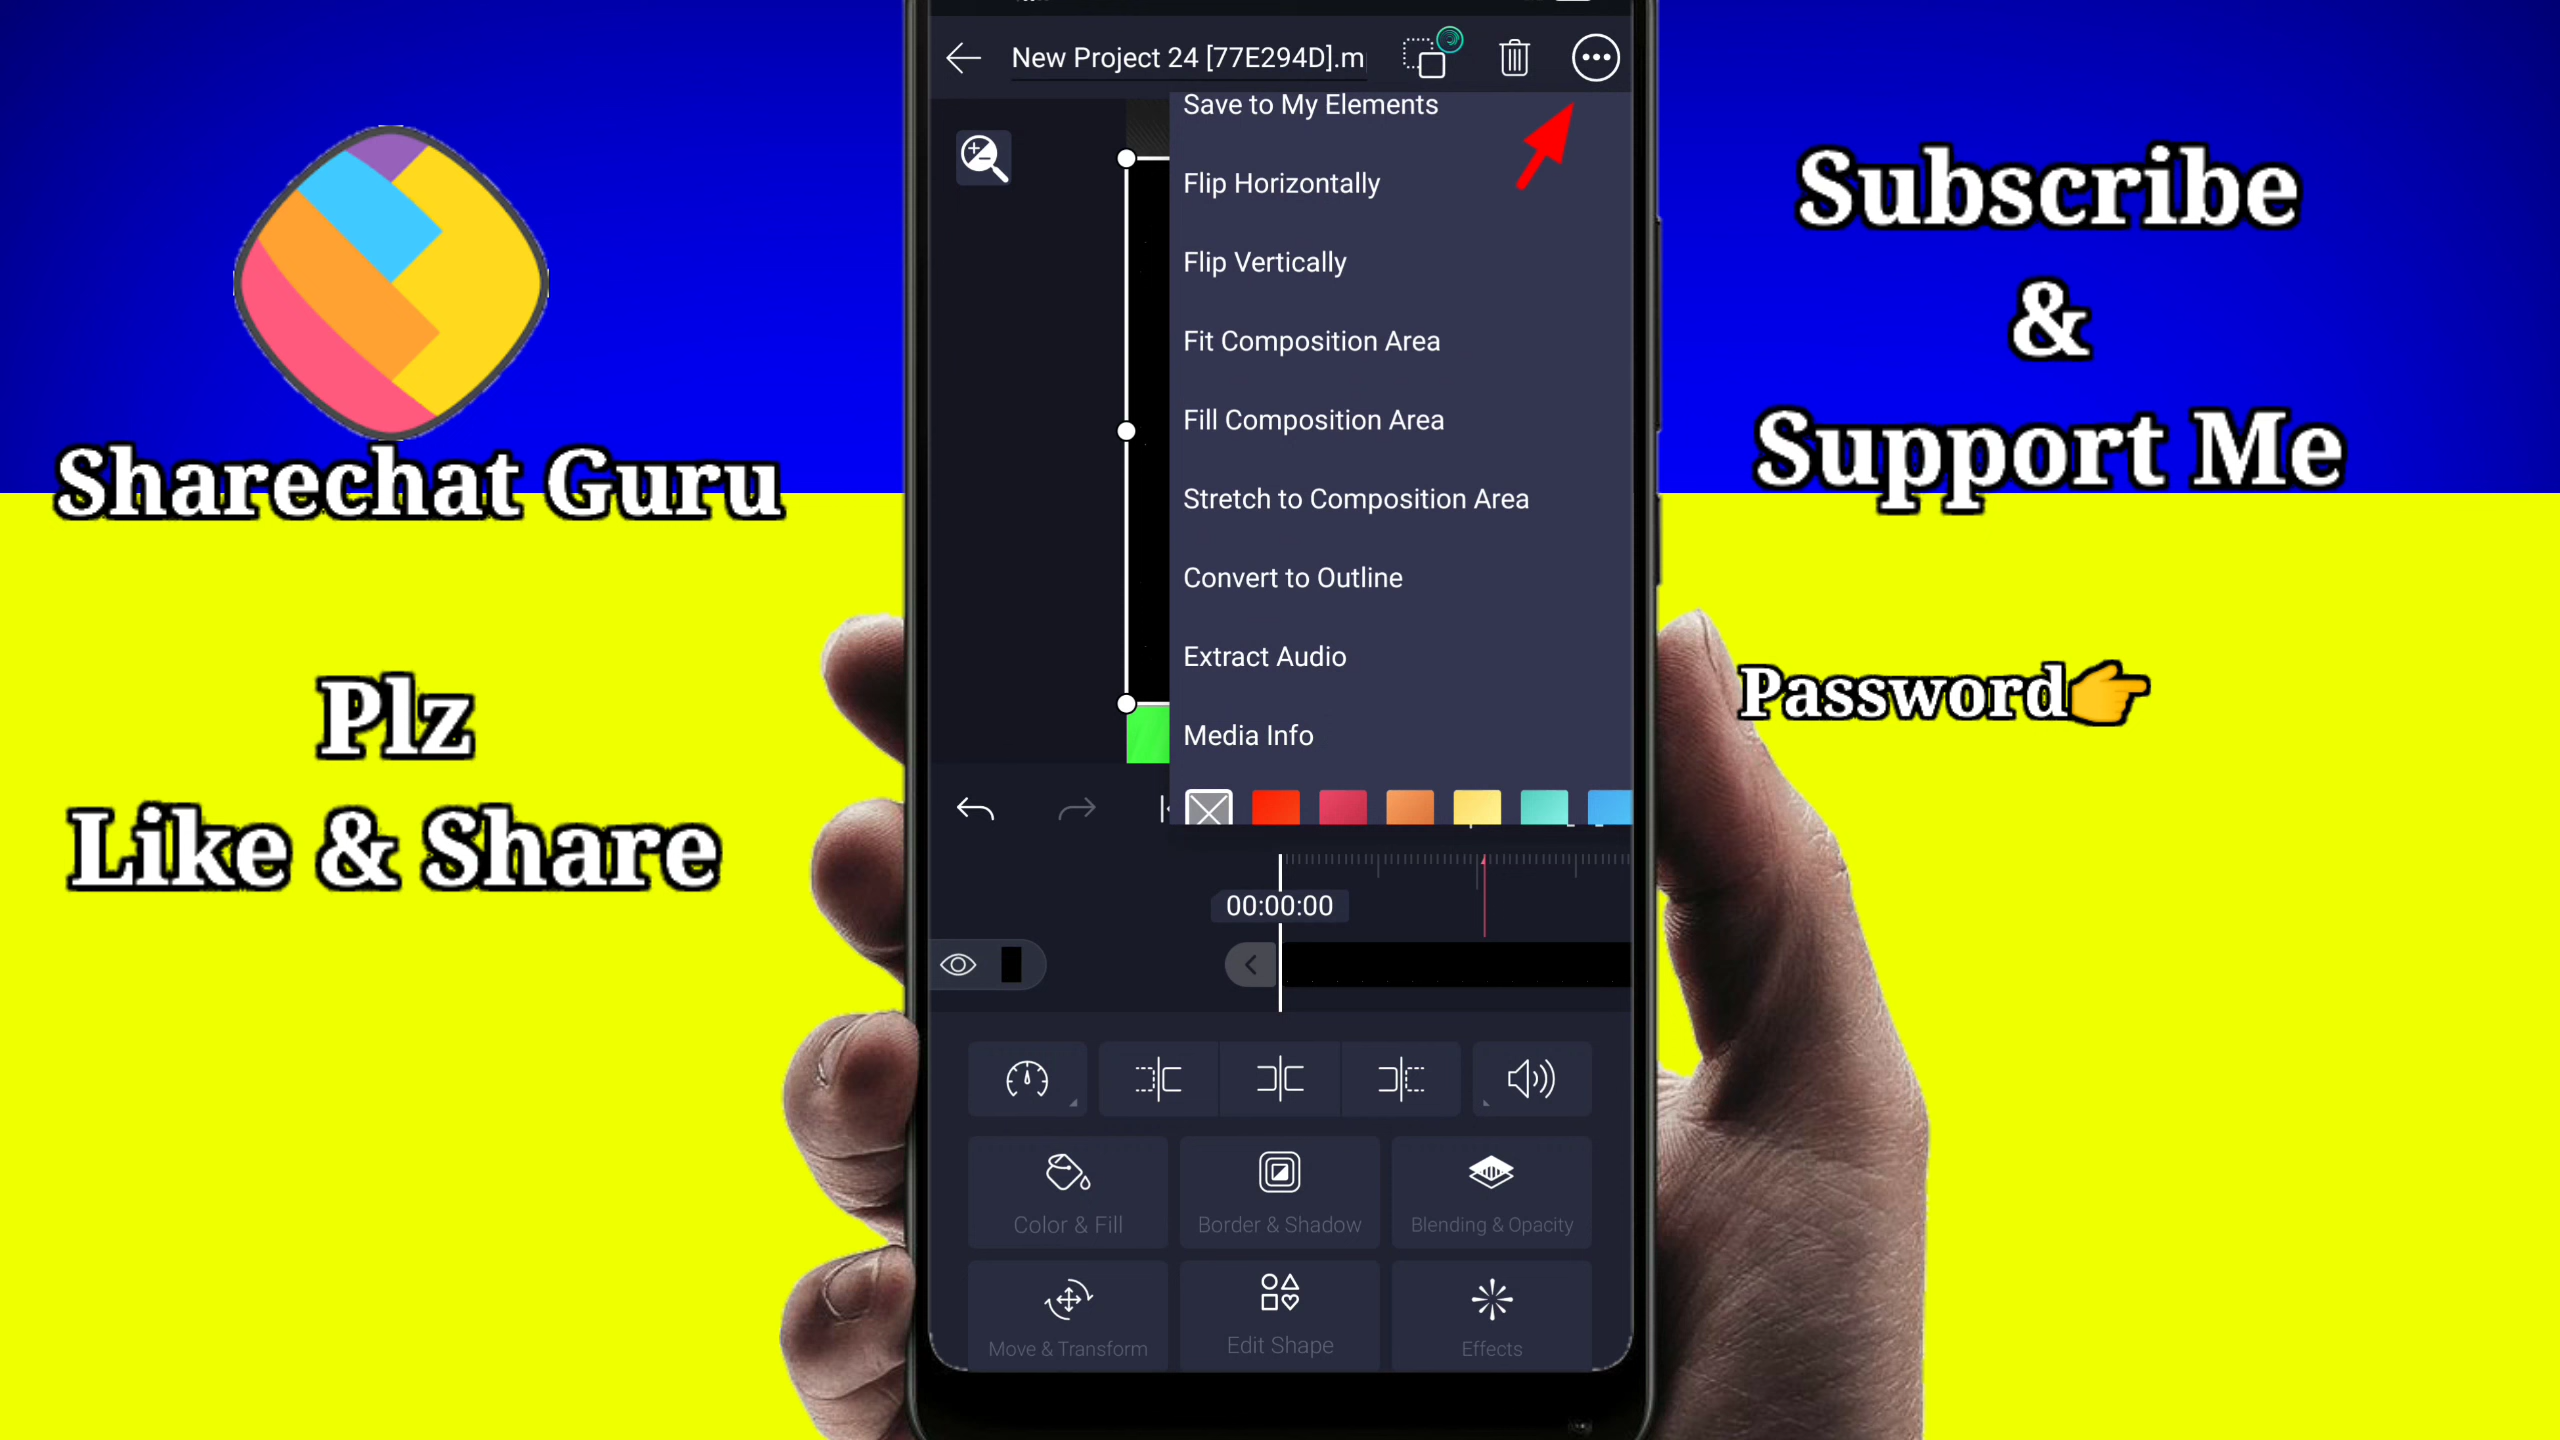 New Project 24 [77E294D].m
Save to My Elements
Flip Horizontally
Flip Vertically
Fit Composition Area
Fill Composition Area
Stretch to Composition Area
Convert to Outline
Extract Audio
Media Info
00:00:00
Color & Fill
Border & Shadow
Blending & Opacity
Move & Transform
Edit Shape
Effects
Sharechat Guru
Plz
Like & Share
Subscribe
&
Support Me
Password👉